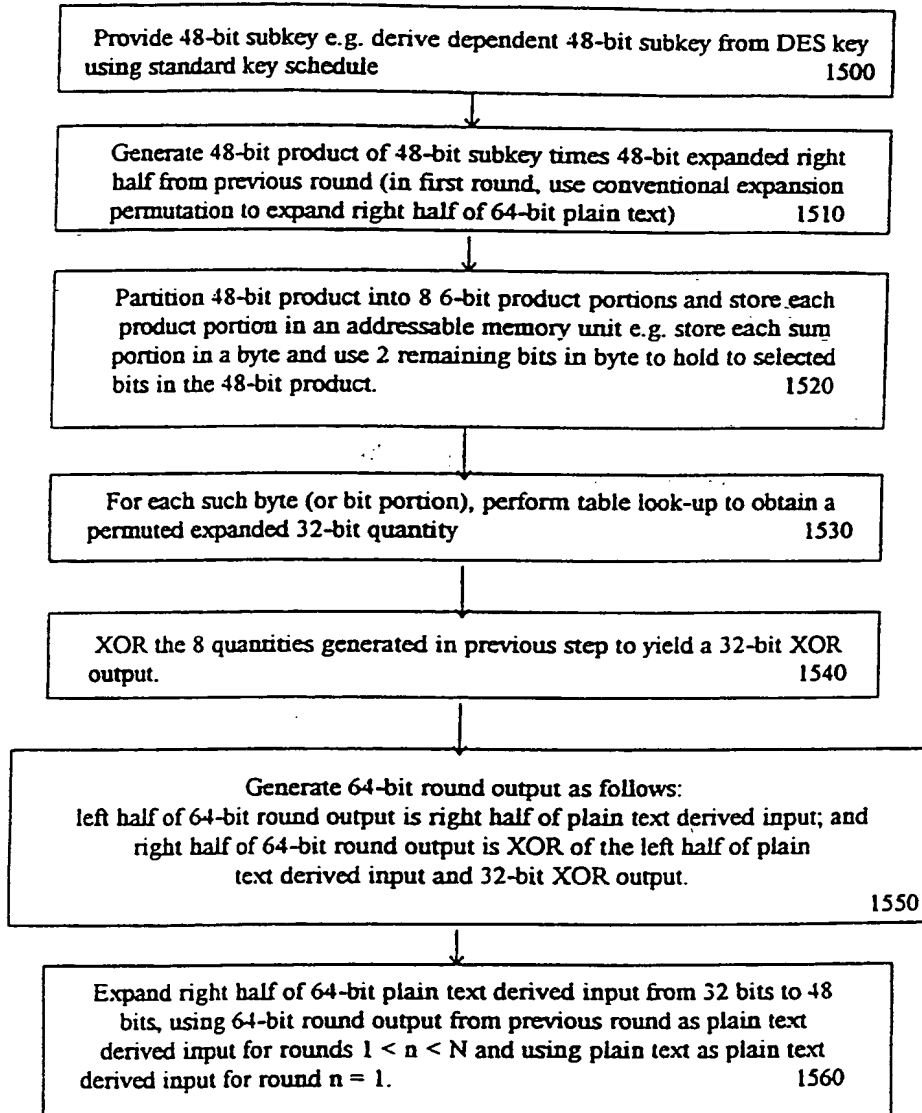 Provide 48-bit subkey e.g. derive dependent 48-bit subkey from DES key
using standard key schedule 1500
Generate 48-bit product of 48-bit subkey times 48-bit expanded right
half from previous round (in first round, use conventional expansion
permutation to expand right half of 64-bit plain text) 1510
Partition 48-bit product into 8 6-bit product portions and store each
product portion in an addressable memory unit e.g. store each sum
portion in a byte and use 2 remaining bits in byte to hold to selected
bits in the 48-bit product. 1520
For each such byte (or bit portion), perform table look-up to obtain a
permuted expanded 32-bit quantity 1530
XOR the 8 quantities generated in previous step to yield a 32-bit XOR
output. 1540
Generate 64-bit round output as follows:
left half of 64-bit round output is right half of plain text derived input; and
right half of 64-bit round output is XOR of the left half of plain
text derived input and 32-bit XOR output.
1550
Expand right half of 64-bit plain text derived input from 32 bits to 48
bits, using 64-bit round output from previous round as plain text
derived input for rounds 1 < n < N and using plain text as plain text
derived input for round n = 1. 1560